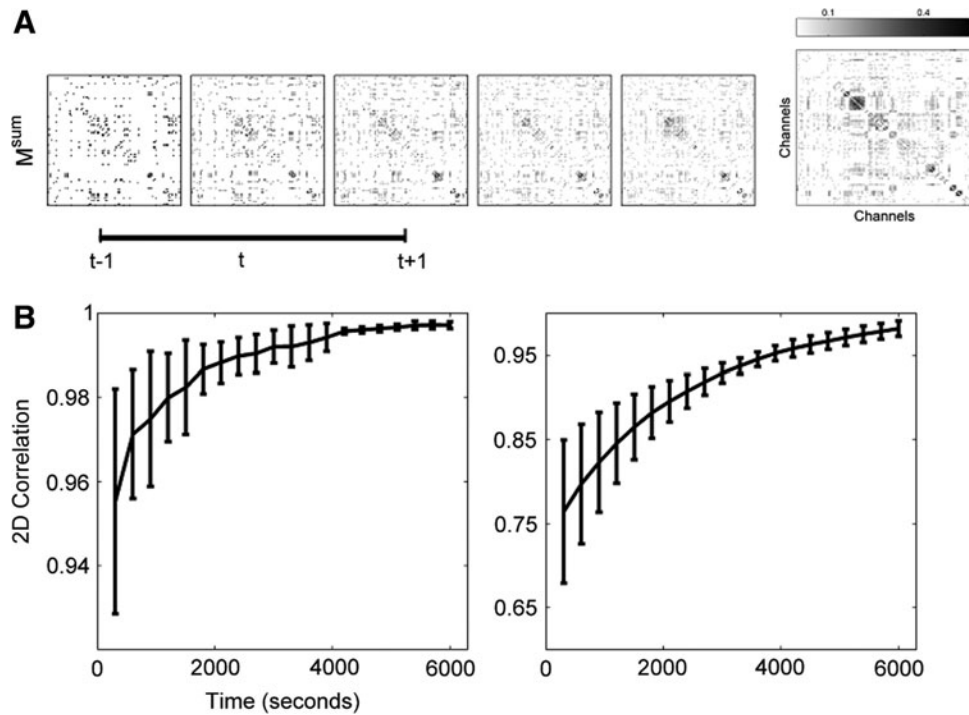 A
0.1 0.4
M^sum
Channels
Channels
t-1 t t+1
B
2D Correlation
1
0.98
0.96
0.94
0 2000 4000 6000
Time (seconds)
0.95
0.85
0.75
0.65
0 2000 4000 6000